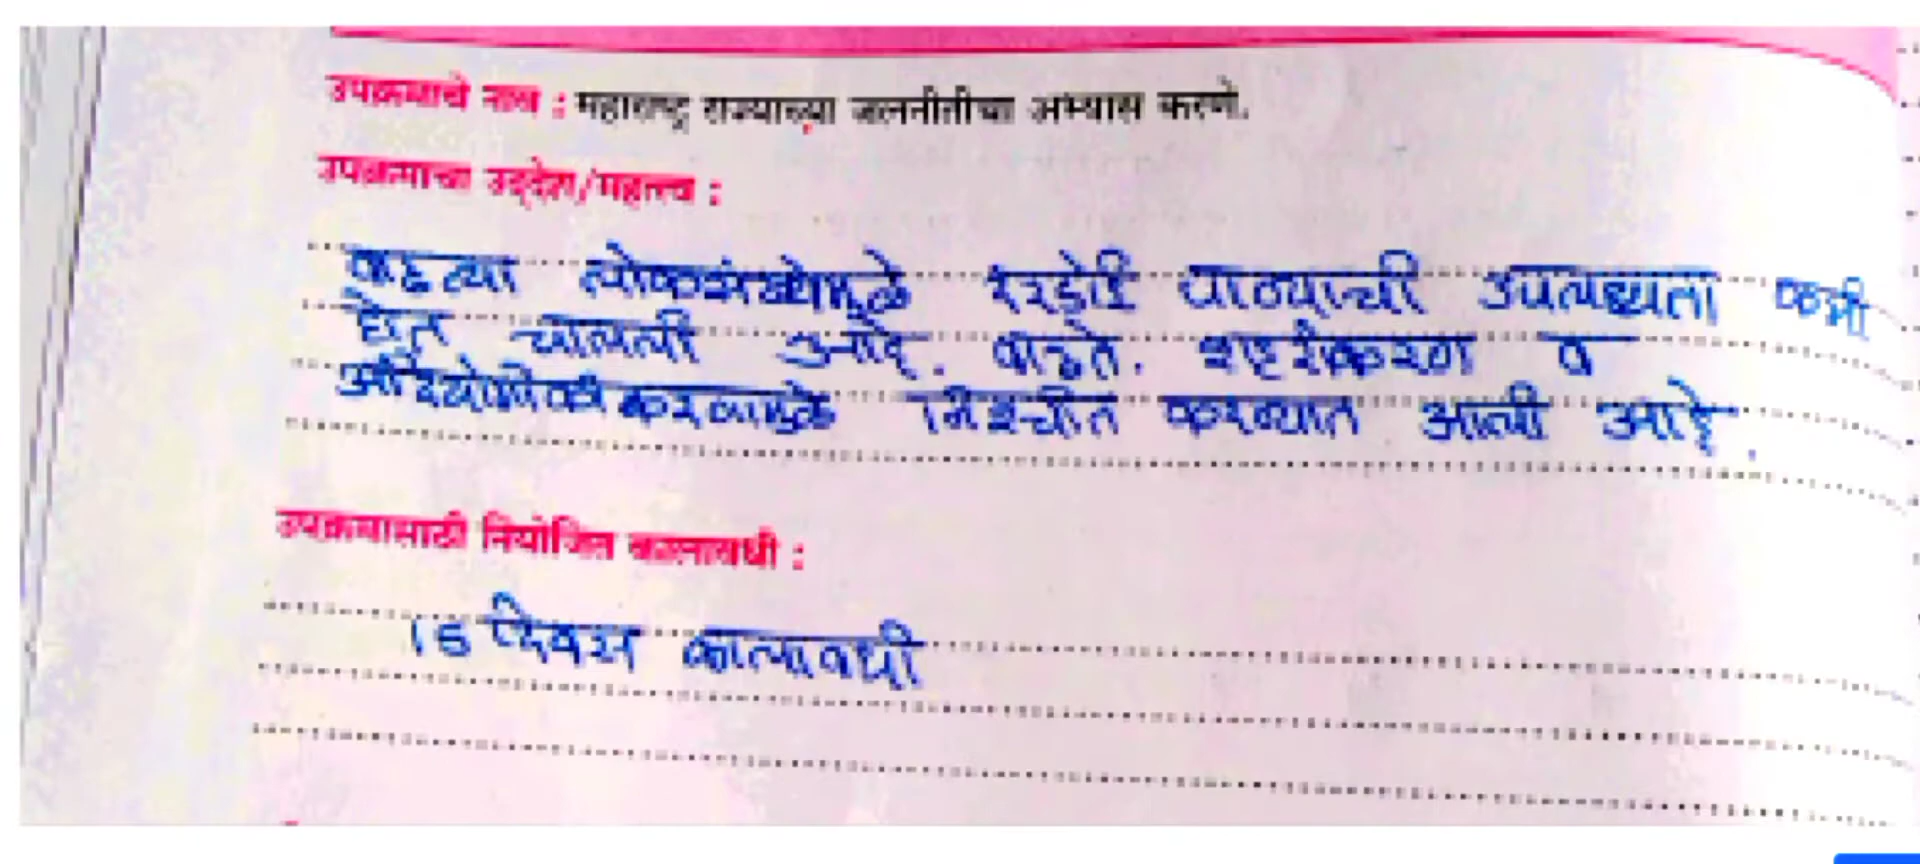 उपक्रमाचे नाव : महाराष्ट्र राज्याच्या जलनीतीचा अभ्यास करणे.
उपक्रमाचा उद्देश/महत्त्व :
वाढत्या लोकसंख्येमुळे दरडोई पाण्याची उपलब्धता कमी
होत चालली आहे. वाढते. शहरीकरण व
औद्योगिकीकरणामुळे निश्चीत करण्यात आली आहे.
उपक्रमासाठी नियोजित कालावधी :
15 दिवस कालावधी